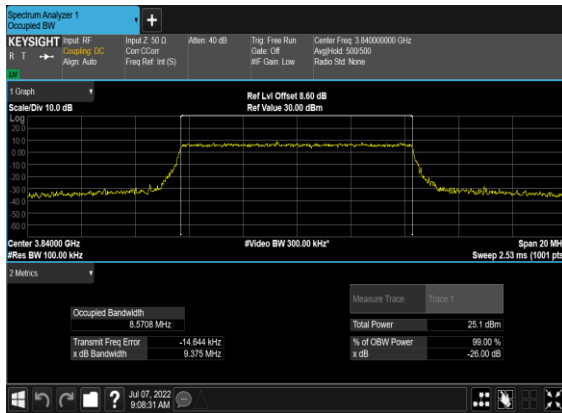 Spectrum Analyzer 1
Occupied BW
KEYSIGHT
Input: RF
Input Z: 50 Ω
Atten: 40 dB
Trig: Free Run
Center Freq: 3.840000000 GHz
R T
Coupling: DC
Corr CCorr
Gate: Off
Avg|Hold: 500/500
Align: Auto
Freq Ref: Int (S)
#IF Gain: Low
Radio Std: None
1 Graph
Ref Lvl Offset 8.60 dB
Scale/Div 10.0 dB
Ref Value 30.00 dBm
Log
20.0
10.0
0.00
-10.0
-20.0
-30.0
-40.0
-50.0
-60.0
Center 3.84000 GHz
#Video BW 300.00 kHz*
Span 20 MH
#Res BW 100.00 kHz
Sweep 2.53 ms (1001 pts
2 Metrics
Measure Trace
Trace 1
Occupied Bandwidth
8.5708 MHz
Total Power
25.1 dBm
Transmit Freq Error
-14.644 kHz
% of OBW Power
99.00 %
x dB Bandwidth
9.375 MHz
x dB
-26.00 dB
Jul 07, 2022
9:08:31 AM